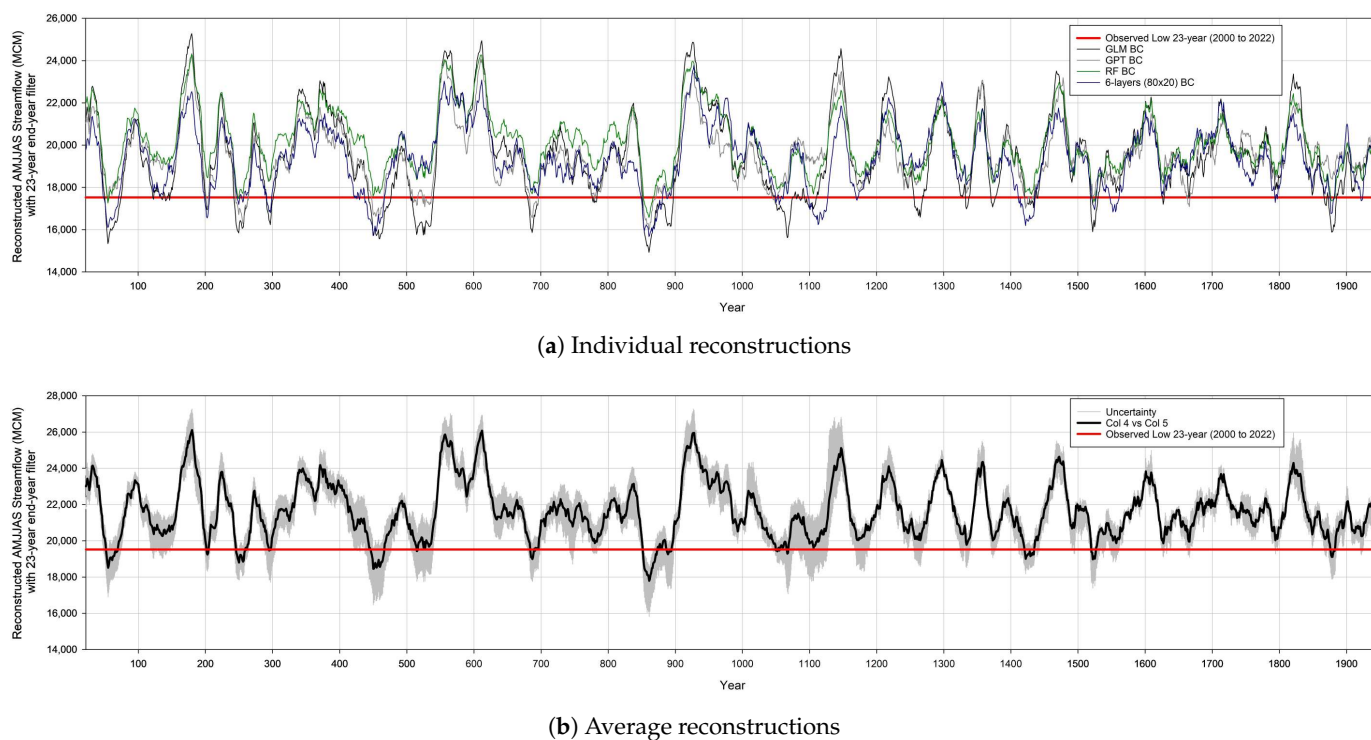 26,000
24,000
22,000
20,000
18,000
16,000
14,000
Reconstructed AMJJAS Streamflow (MCM)
with 23-year end-year filter
Observed Low 23-year (2000 to 2022)
GLM BC
GPT BC
RF BC
6-layers (80x20) BC
100 200 300 400 500 600 700 800 900 1000 1100 1200 1300 1400 1500 1600 1700 1800 1900
Year
(a) Individual reconstructions
28,000
26,000
24,000
22,000
20,000
18,000
16,000
14,000
Reconstructed AMJJAS Streamflow (MCM)
with 23-year end-year filter
Uncertainty
Col 4 vs Col 5
Observed Low 23-year (2000 to 2022)
100 200 300 400 500 600 700 800 900 1000 1100 1200 1300 1400 1500 1600 1700 1800 1900
Year
(b) Average reconstructions